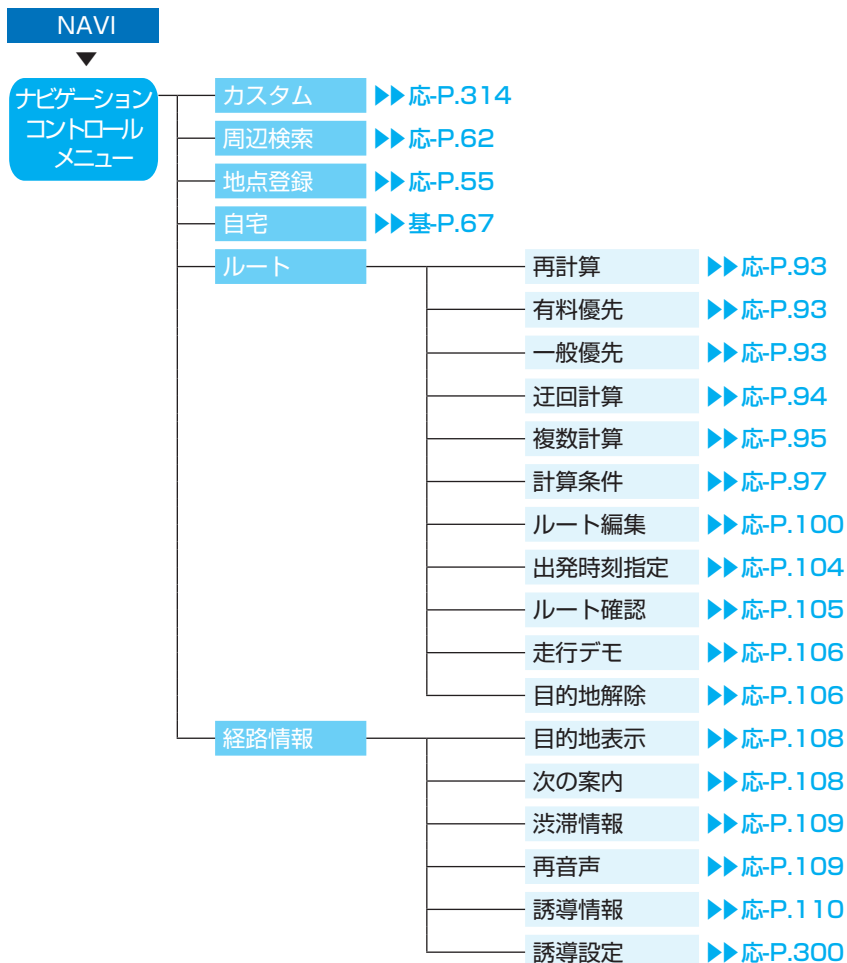 NAVI
▼
ナビゲーション
コントロール
メニュー
カスタム ▶▶応-P.314
周辺検索 ▶▶応-P.62
地点登録 ▶▶応-P.55
自宅 ▶▶基-P.67
ルート
再計算 ▶▶応-P.93
有料優先 ▶▶応-P.93
一般優先 ▶▶応-P.93
迂回計算 ▶▶応-P.94
複数計算 ▶▶応-P.95
計算条件 ▶▶応-P.97
ルート編集 ▶▶応-P.100
出発時刻指定 ▶▶応-P.104
ルート確認 ▶▶応-P.105
走行デモ ▶▶応-P.106
目的地解除 ▶▶応-P.106
経路情報
目的地表示 ▶▶応-P.108
次の案内 ▶▶応-P.108
渋滞情報 ▶▶応-P.109
再音声 ▶▶応-P.109
誘導情報 ▶▶応-P.110
誘導設定 ▶▶応-P.300